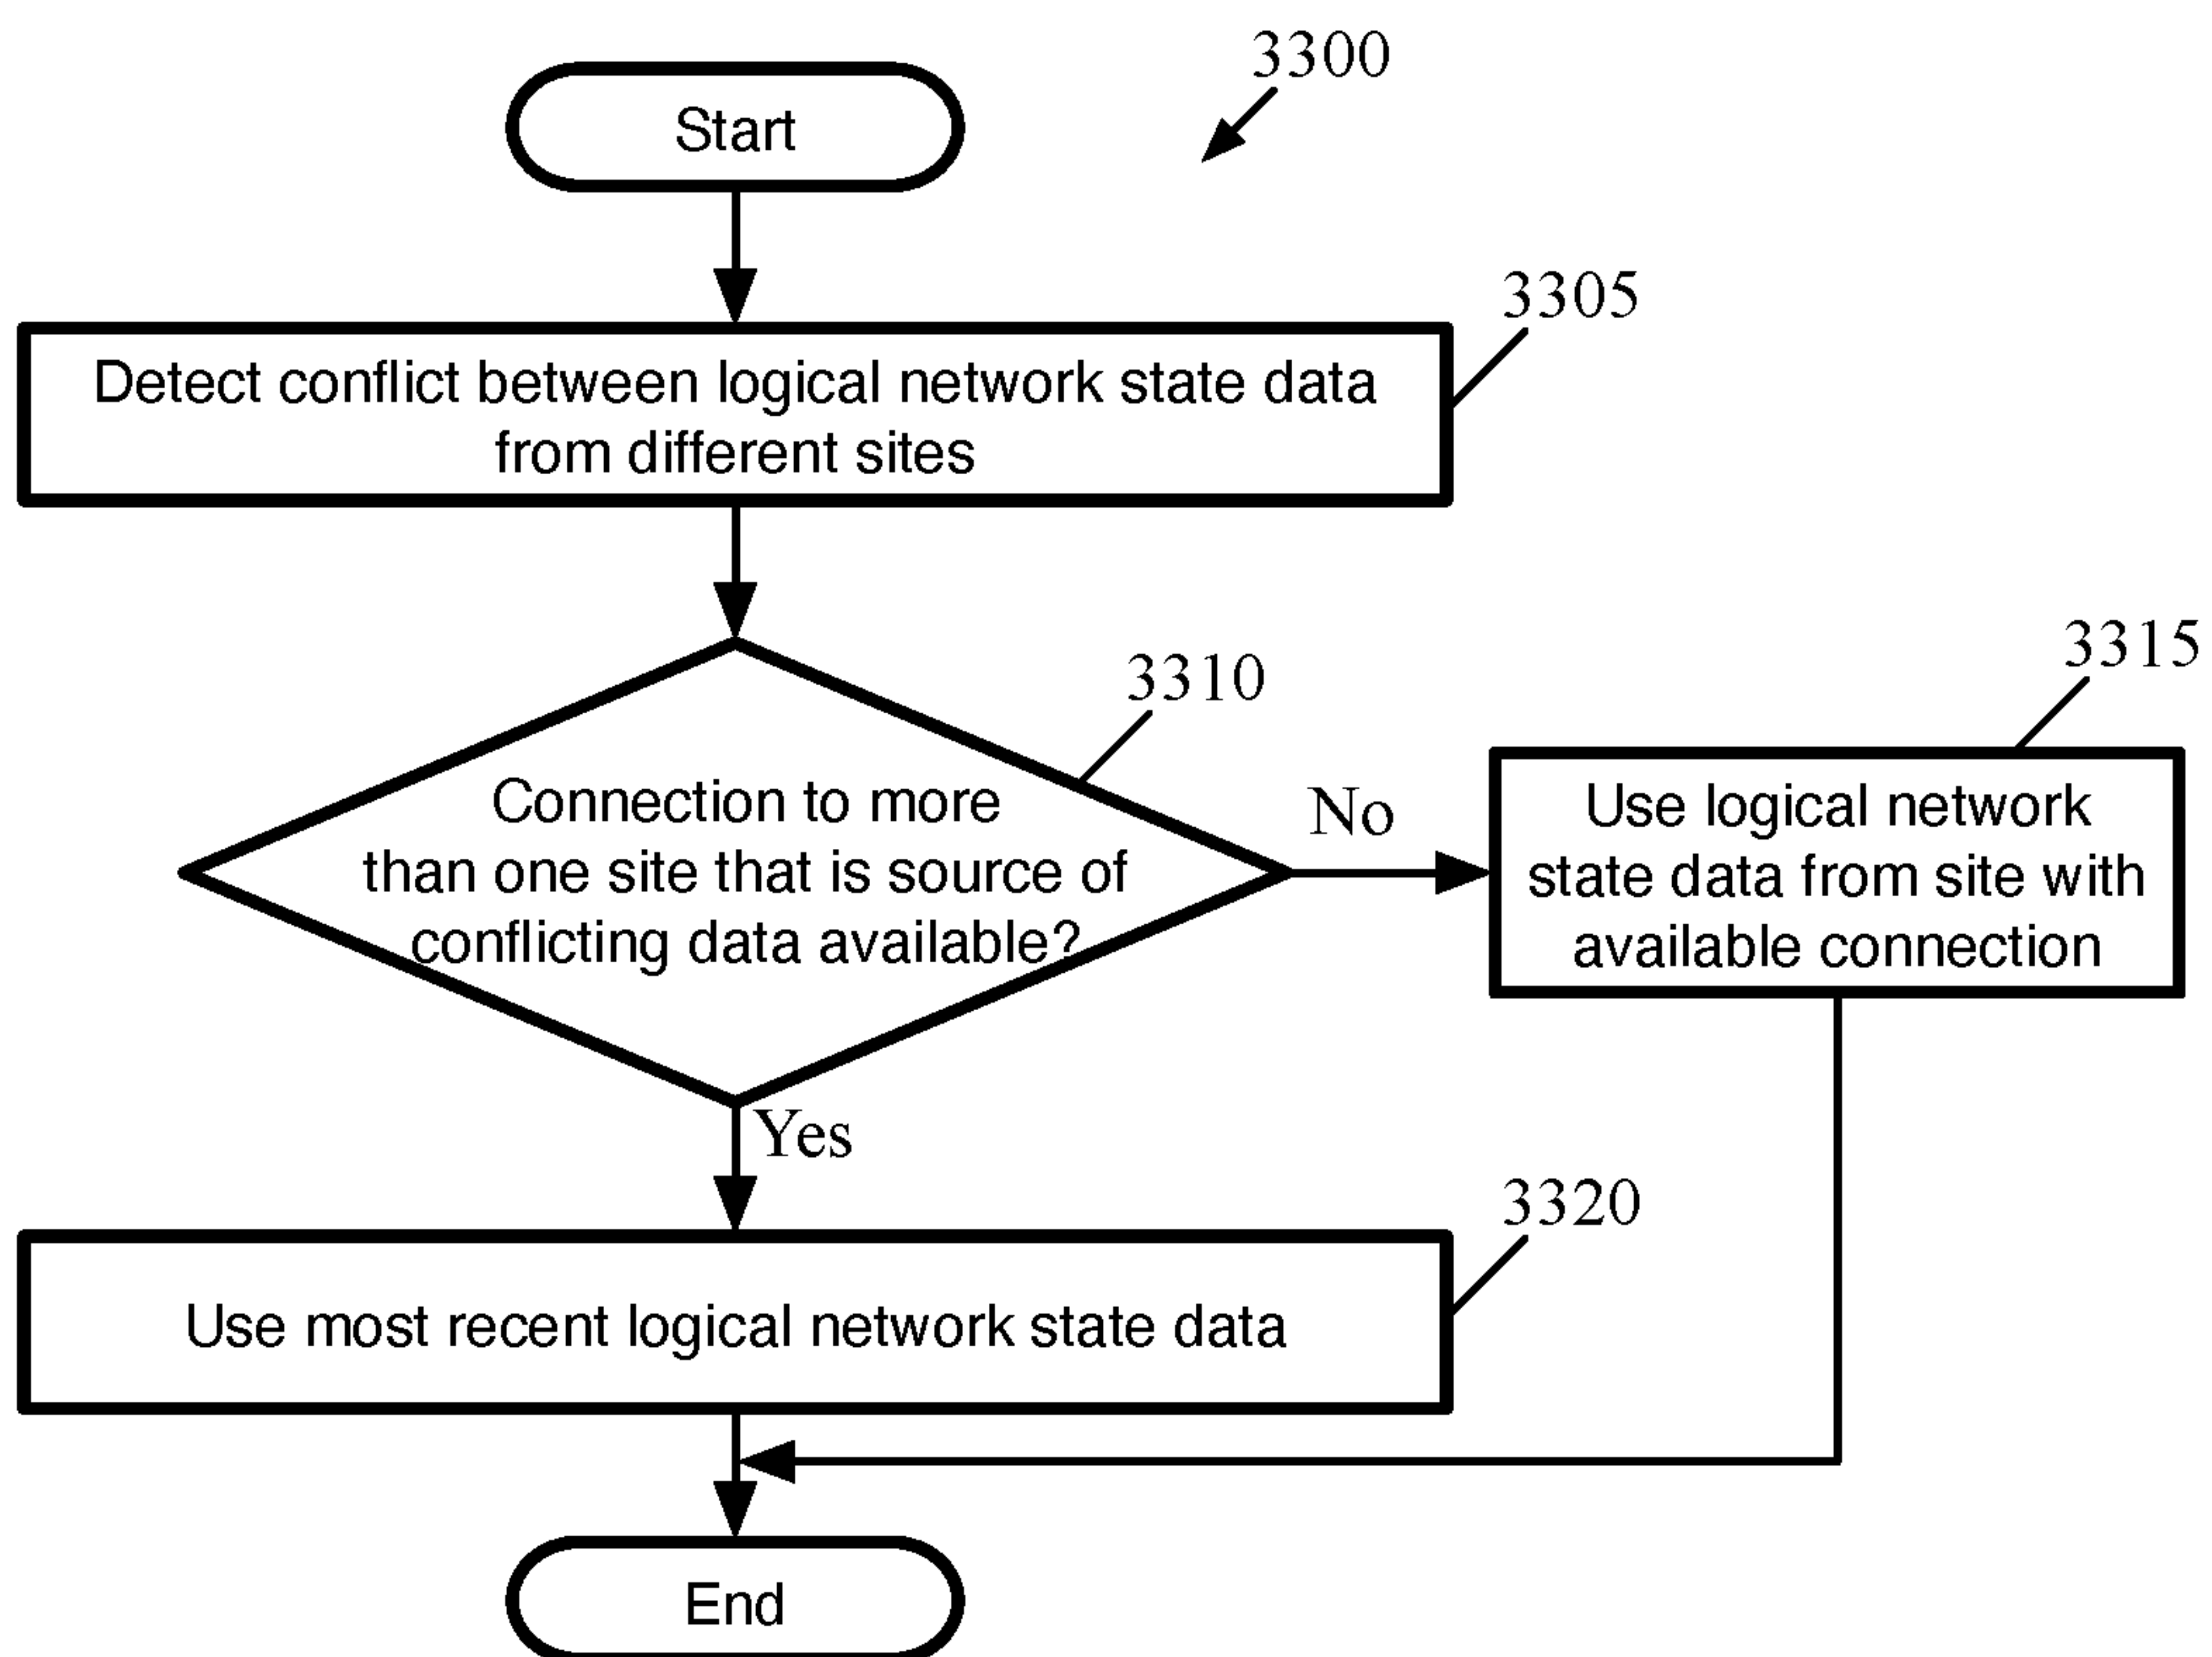 3300
Start
3305
Detect conflict between logical network state data
from different sites
3310
3315
Connection to more
than one site that is source of
conflicting data available?
No
Use logical network
state data from site with
available connection
Yes
3320
Use most recent logical network state data
End